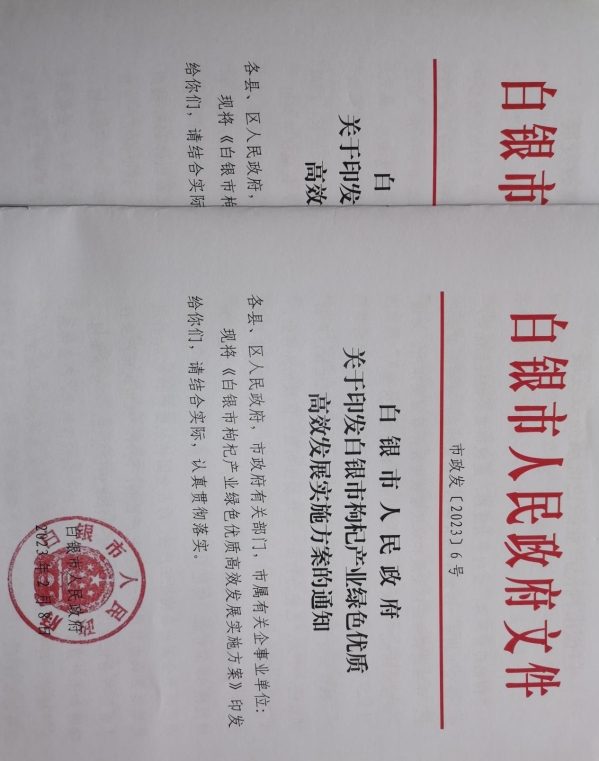 白银市
白
关于印发
高效
各县、区人民政府，
现将《白银市枸
给你们，请结合实际
白银市人民政府文件
市政发〔2023〕6号
白银市人民政府
关于印发白银市枸杞产业绿色优质
高效发展实施方案的通知
各县、区人民政府，市政府有关部门，市属有关企事业单位：
现将《白银市枸杞产业绿色优质高效发展实施方案》印发
给你们，请结合实际，认真贯彻落实。
白银市人民政府
白银市人民政府
2023年2月8日